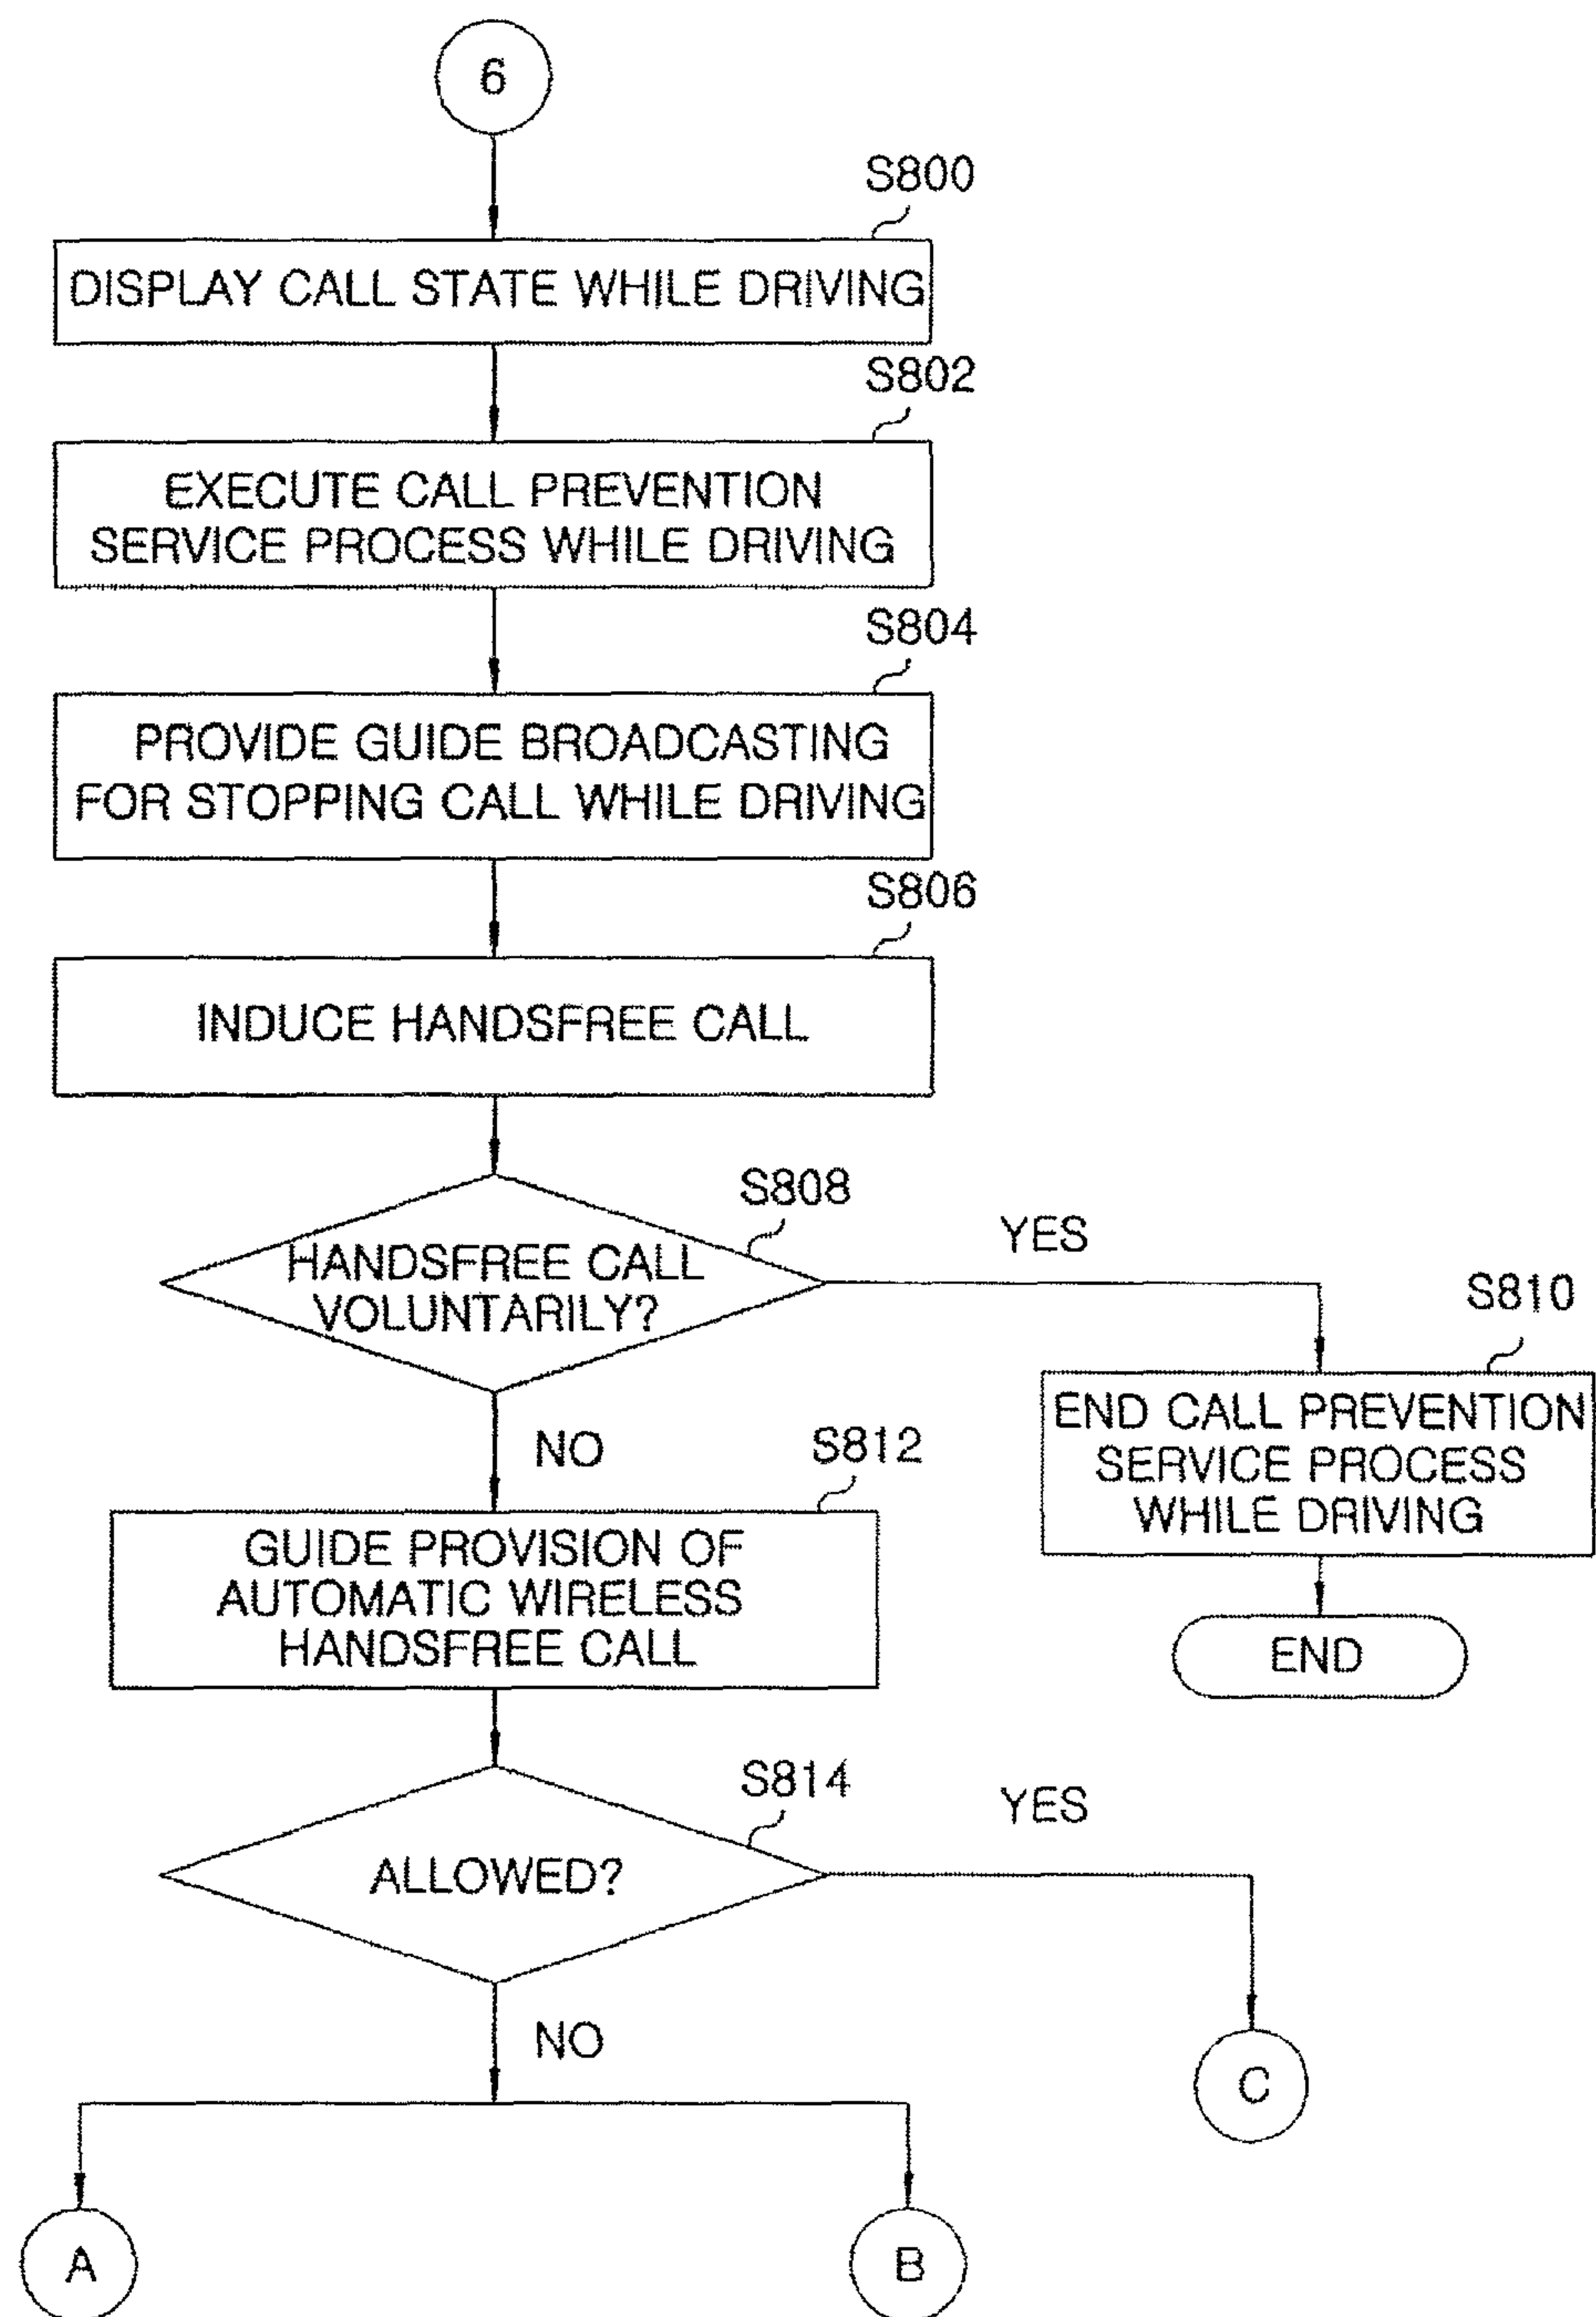 6
S800
DISPLAY CALL STATE WHILE DRIVING
S802
EXECUTE CALL PREVENTION
SERVICE PROCESS WHILE DRIVING
S804
PROVIDE GUIDE BROADCASTING
FOR STOPPING CALL WHILE DRIVING
S806
INDUCE HANDSFREE CALL
S808
HANDSFREE CALL
VOLUNTARILY?
YES
S810
END CALL PREVENTION
SERVICE PROCESS
WHILE DRIVING
END
NO
S812
GUIDE PROVISION OF
AUTOMATIC WIRELESS
HANDSFREE CALL
S814
ALLOWED?
YES
C
NO
A
B